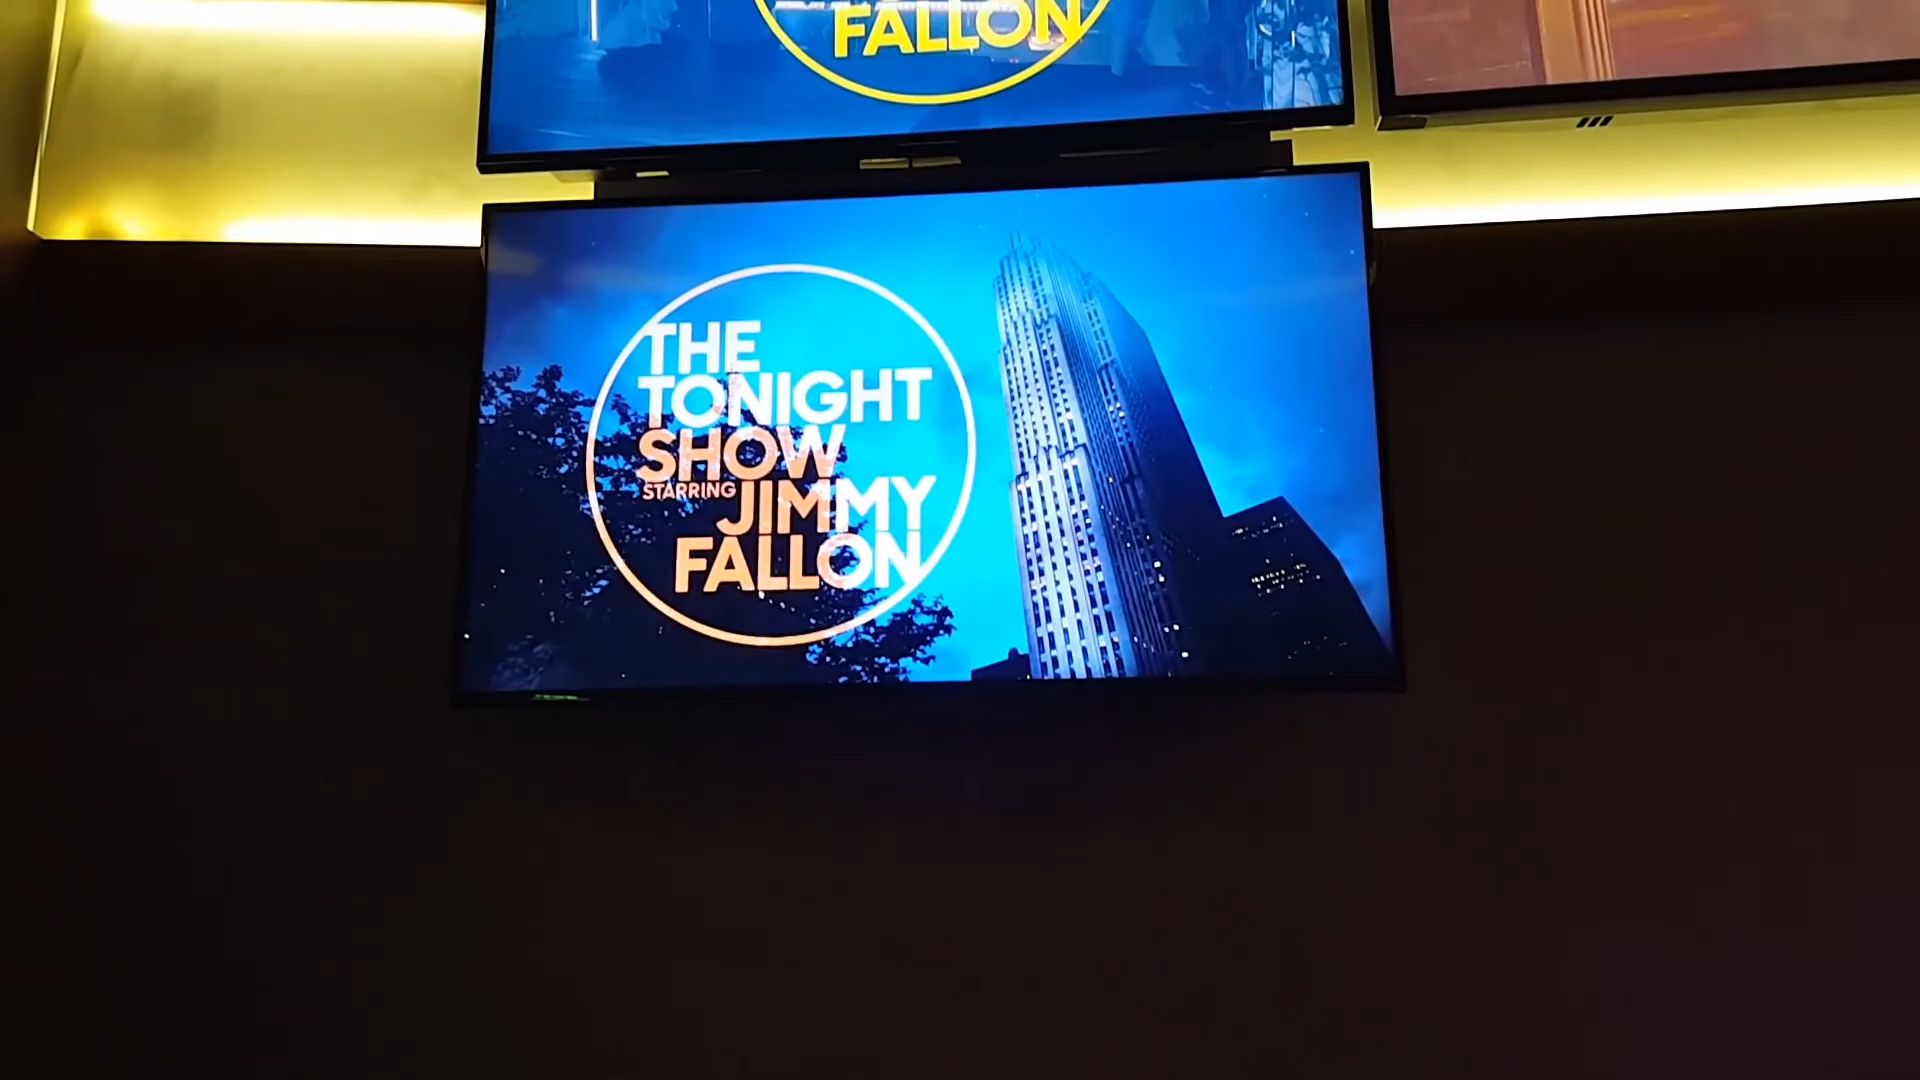 FALLON
THE
TONIGHT
SHOW
STARRING JIMMY
FALLON